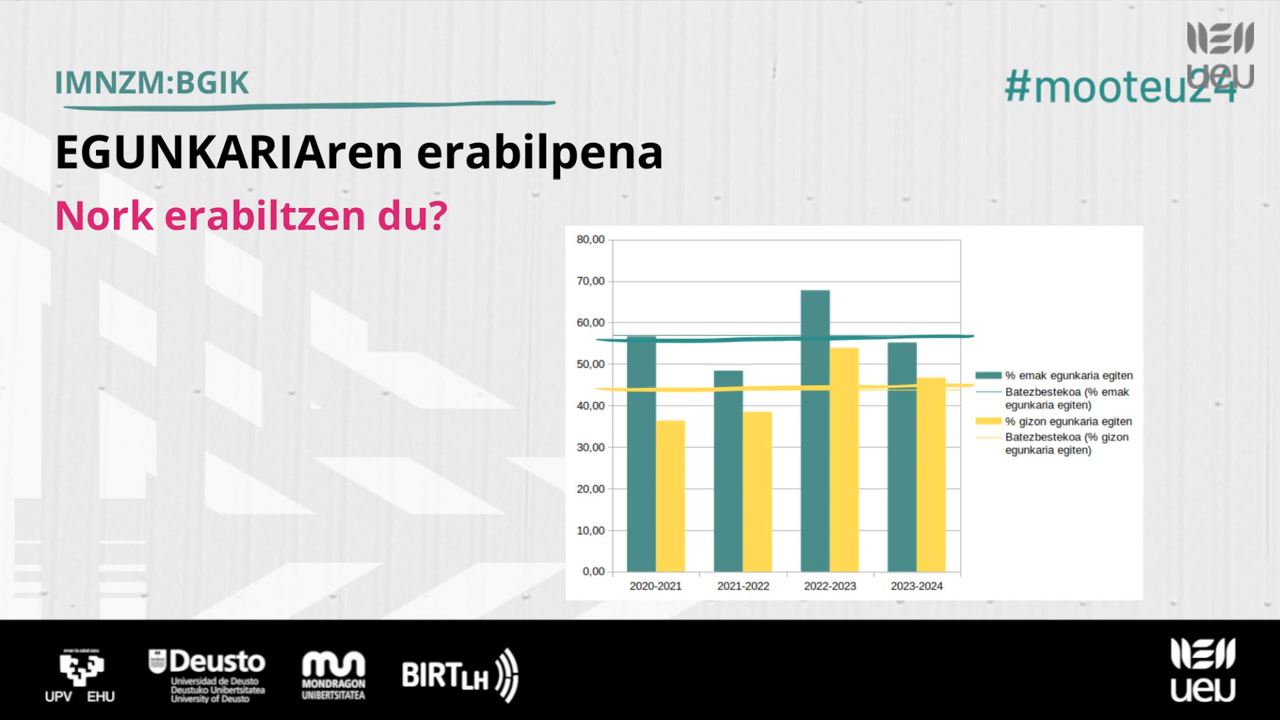 IMNZM:BGIK
#mooteu24
ueu
EGUNKARIAren erabilpena
Nork erabiltzen du?
80,00
70,00
60,00
50,00
40,00
30,00
20,00
10,00
0,00
2020-2021
2021-2022
2022-2023
2023-2024
% emak egunkaria egiten
Batezbestekoa (% emak
egunkaria egiten)
% gizon egunkaria egiten
Batezbestekoa (% gizon
egunkaria egiten)
UPV EHU
Deusto
Universidad de Deusto
Deustuko Unibertsitatea
University of Deusto
MONDRAGON
UNIBERTSITATEA
BIRTLH
ueu